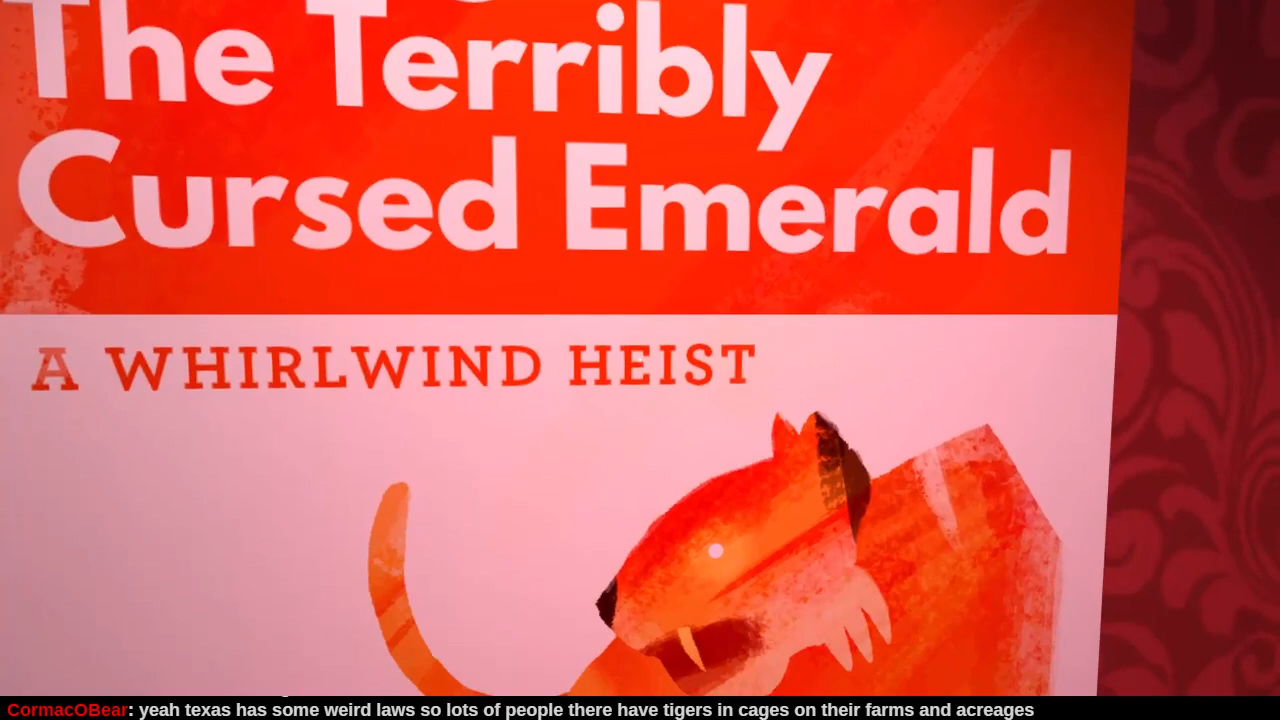 The Terribly
Cursed Emerald
A WHIRLWIND HEIST
CormacOBear: yeah texas has some weird laws so lots of people there have tigers in cages on their farms and acreages